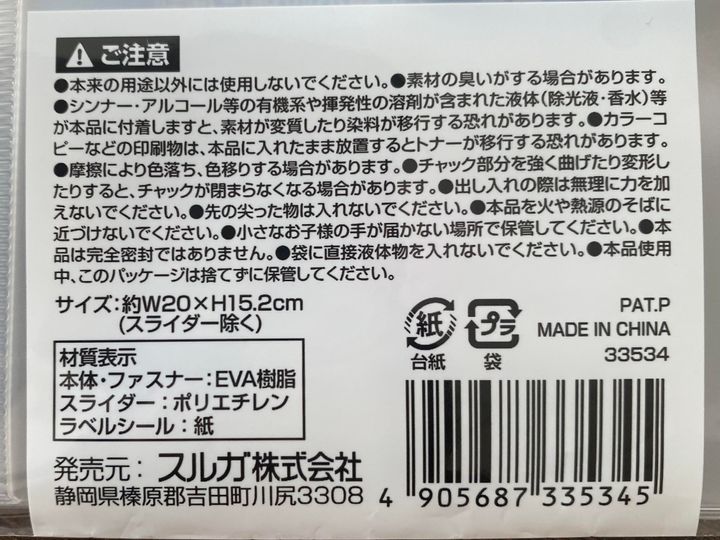 ⚠ ご注意
●本来の用途以外には使用しないでください。●素材の臭いがする場合があります。
●シンナー・アルコール等の有機系や揮発性の溶剤が含まれた液体(除光液・香水)等
が本品に付着しますと、素材が変質したり染料が移行する恐れがあります。●カラーコ
ピーなどの印刷物は、本品に入れたまま放置するとトナーが移行する恐れがあります。
●摩擦により色落ち、色移りする場合があります。●チャック部分を強く曲げたり変形し
たりすると、チャックが閉まらなくなる場合があります。●出し入れの際は無理に力を加
えないでください。●先の尖った物は入れないでください。●本品を火や熱源のそばに
近づけないでください。●小さなお子様の手が届かない場所で保管してください。●本
品は完全密封ではありません。●袋に直接液体物を入れないでください。●本品使用
中、このパッケージは捨てずに保管してください。
サイズ:約W20×H15.2cm
(スライダー除く)
材質表示
本体・ファスナー:EVA樹脂
スライダー:ポリエチレン
ラベルシール:紙
発売元:スルガ株式会社
静岡県榛原郡吉田町川尻3308
紙
台紙
プラ
袋
PAT.P
MADE IN CHINA
33534
4 905687 335345